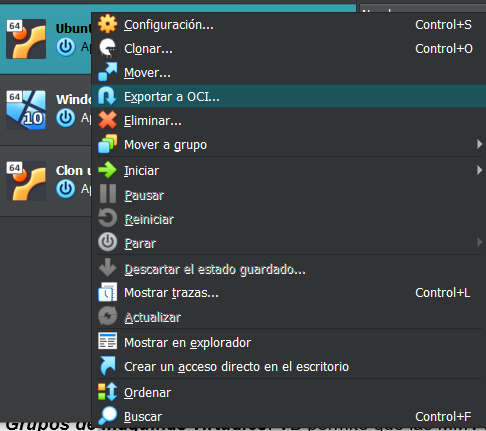 64
Ubunt
Ap
64
Windo
10
Ap
64
Clon u
Ap
Configuración... Control+S
Clonar... Control+O
Mover...
Exportar a OCI...
Eliminar...
Mover a grupo
Iniciar
Pausar
Reiniciar
Parar
Descartar el estado guardado...
Mostrar trazas... Control+L
Actualizar
Mostrar en explorador
Crear un acceso directo en el escritorio
Ordenar
Buscar Control+F
Grupos de